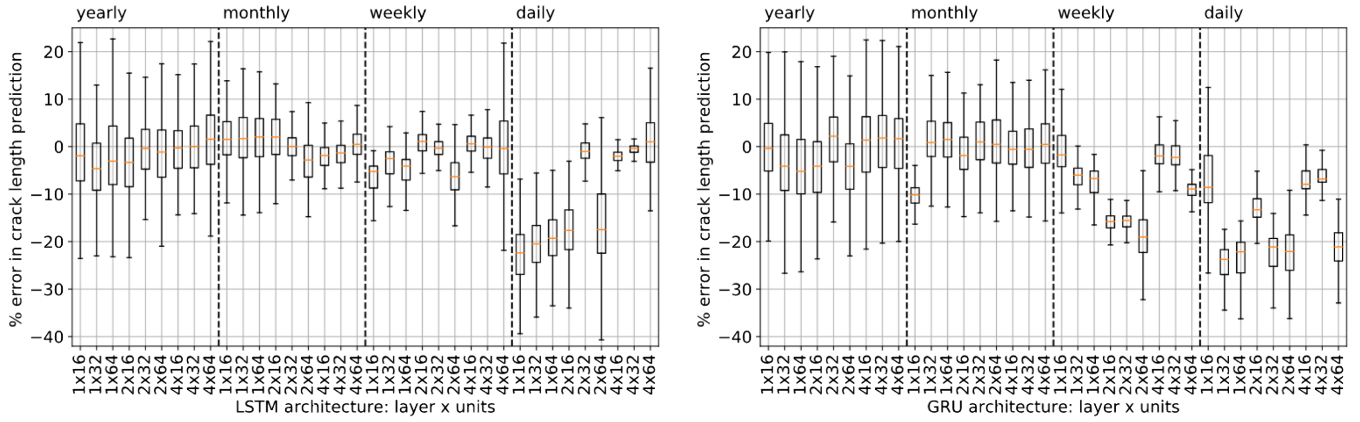 yearly monthly weekly daily
% error in crack length prediction
20
10
0
−10
−20
−30
−40
1x16 1x32 1x64 2x16 2x32 2x64 4x16 4x32 4x64 1x16 1x32 1x64 2x16 2x32 2x64 4x16 4x32 4x64 1x16 1x32 1x64 2x16 2x32 2x64 4x16 4x32 4x64 1x16 1x32 1x64 2x16 2x32 2x64 4x16 4x32 4x64
LSTM architecture: layer x units
yearly monthly weekly daily
% error in crack length prediction
20
10
0
−10
−20
−30
−40
1x16 1x32 1x64 2x16 2x32 2x64 4x16 4x32 4x64 1x16 1x32 1x64 2x16 2x32 2x64 4x16 4x32 4x64 1x16 1x32 1x64 2x16 2x32 2x64 4x16 4x32 4x64 1x16 1x32 1x64 2x16 2x32 2x64 4x16 4x32 4x64
GRU architecture: layer x units